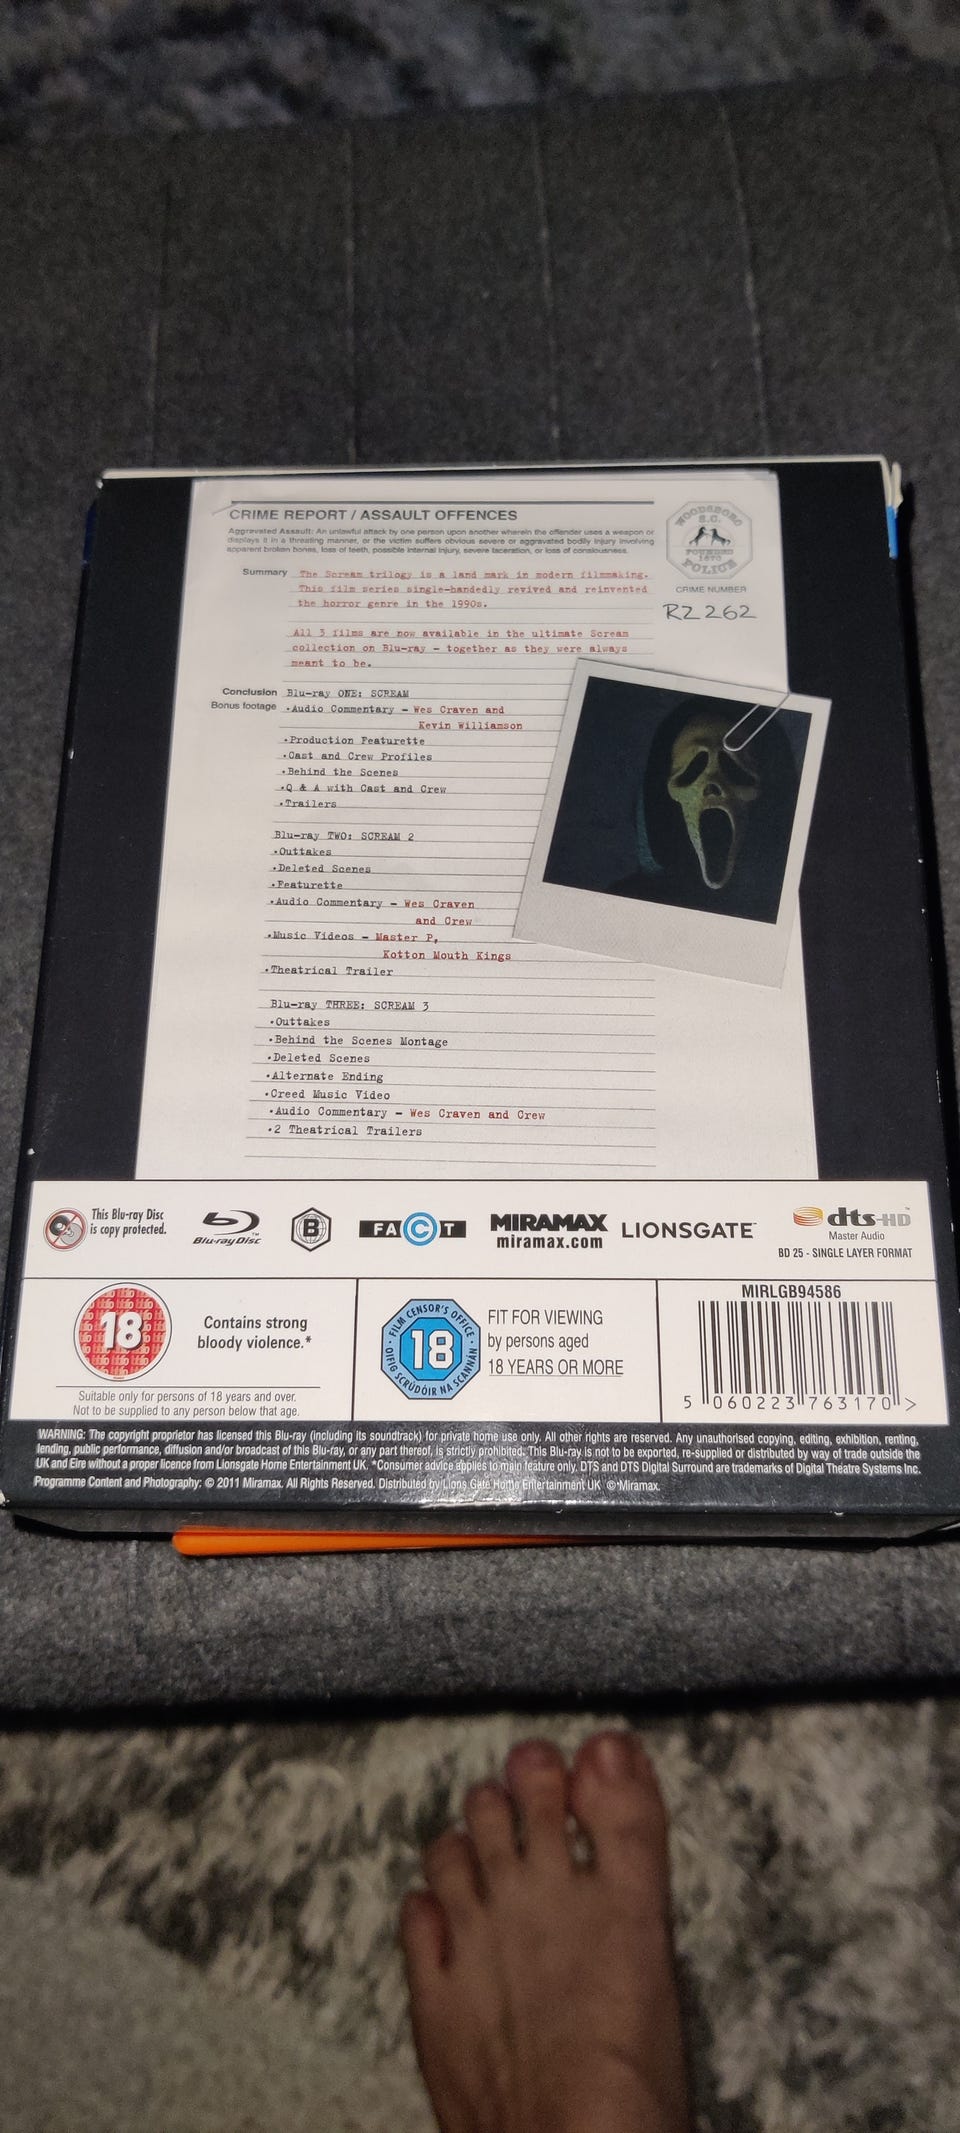 CRIME REPORT / ASSAULT OFFENCES
Aggravated Assault: An unlawful attack by one person upon another wherein the offender uses a weapon or
displays it in a threating manner, or the victim suffers obvious severe or aggravated bodily injury involving
apparent broken bones, loss of teeth, possible internal injury, severe laceration, or loss of consiousness.
WOODSBORO
S.C.
FOUNDED
1870
POLICE
CRIME NUMBER
RZ 262
Summary The Scream trilogy is a land mark in modern filmmaking.
This film series single-handedly revived and reinvented
the horror genre in the 1990s.
All 3 films are now available in the ultimate Scream
collection on Blu-ray - together as they were always
meant to be.
Conclusion Blu-ray ONE: SCREAM
Bonus footage •Audio Commentary - Wes Craven and
Kevin Williamson
•Production Featurette
•Cast and Crew Profiles
•Behind the Scenes
•Q & A with Cast and Crew
•Trailers
Blu-ray TWO: SCREAM 2
•Outtakes
•Deleted Scenes
•Featurette
•Audio Commentary - Wes Craven
and Crew
•Music Videos - Master P,
Kotton Mouth Kings
•Theatrical Trailer
Blu-ray THREE: SCREAM 3
•Outtakes
•Behind the Scenes Montage
•Deleted Scenes
•Alternate Ending
•Creed Music Video
•Audio Commentary - Wes Craven and Crew
•2 Theatrical Trailers
This Blu-ray Disc
is copy protected.
Blu-ray Disc
B
FACT
MIRAMAX
miramax.com
LIONSGATE
dts-HD
Master Audio
BD 25 - SINGLE LAYER FORMAT
18
Contains strong
bloody violence.*
Suitable only for persons of 18 years and over.
Not to be supplied to any person below that age.
FILM CENSOR'S OFFICE
18
OIFIG SCRÚDÓIR NA SCANNÁN
FIT FOR VIEWING
by persons aged
18 YEARS OR MORE
MIRLGB94586
5 060223 763170 >
WARNING: The copyright proprietor has licensed this Blu-ray (including its soundtrack) for private home use only. All other rights are reserved. Any unauthorised copying, editing, exhibition, renting,
lending, public performance, diffusion and/or broadcast of this Blu-ray, or any part thereof, is strictly prohibited. This Blu-ray is not to be exported, re-supplied or distributed by way of trade outside the
UK and Eire without a proper licence from Lionsgate Home Entertainment UK. *Consumer advice applies to main feature only. DTS and DTS Digital Surround are trademarks of Digital Theatre Systems Inc.
Programme Content and Photography: © 2011 Miramax. All Rights Reserved. Distributed by Lions Gate Home Entertainment UK © Miramax.